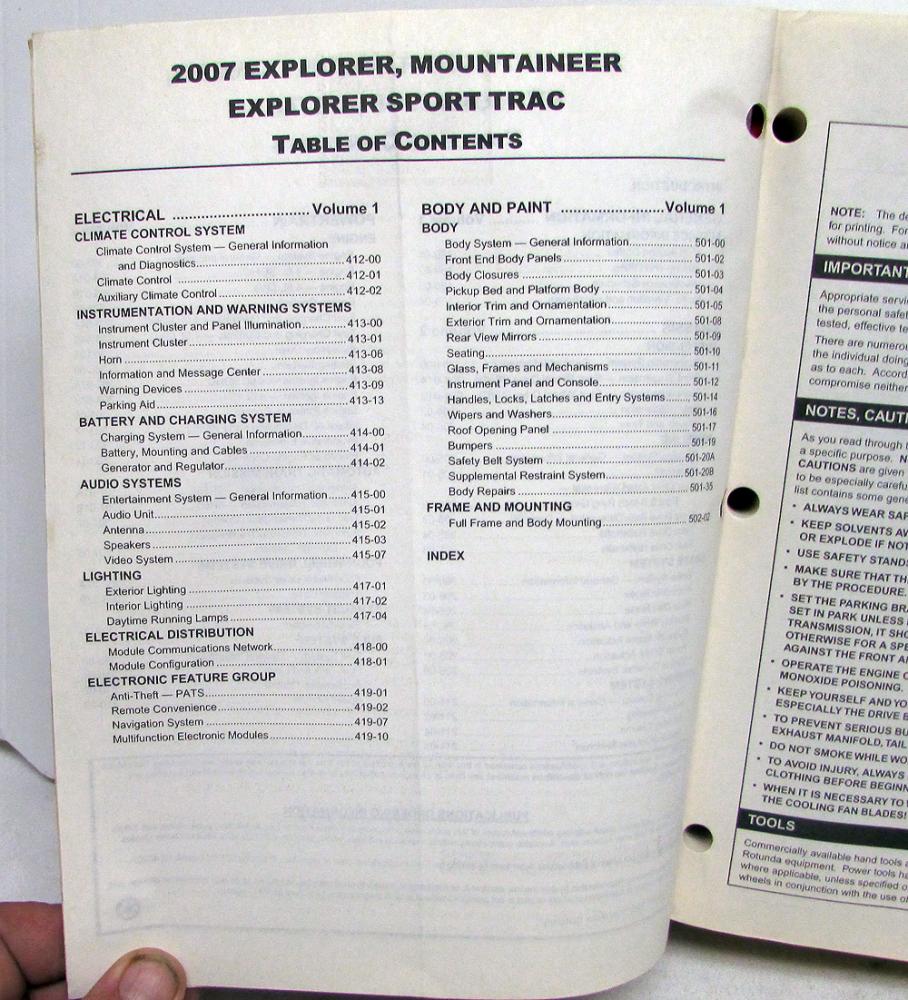 2007 EXPLORER, MOUNTAINEER
EXPLORER SPORT TRAC
TABLE OF CONTENTS
ELECTRICAL ................................ Volume 1
CLIMATE CONTROL SYSTEM
Climate Control System — General Information
and Diagnostics........................ 412-00
Climate Control ........................ 412-01
Auxiliary Climate Control ........................ 412-02
INSTRUMENTATION AND WARNING SYSTEMS
Instrument Cluster and Panel Illumination............. 413-00
Instrument Cluster........................ 413-01
Horn ........................ 413-06
Information and Message Center ........................ 413-08
Warning Devices ........................ 413-09
Parking Aid........................ 413-13
BATTERY AND CHARGING SYSTEM
Charging System — General Information............. 414-00
Battery, Mounting and Cables ........................ 414-01
Generator and Regulator........................ 414-02
AUDIO SYSTEMS
Entertainment System — General Information....... 415-00
Audio Unit........................ 415-01
Antenna........................ 415-02
Speakers ........................ 415-03
Video System ........................ 415-07
LIGHTING
Exterior Lighting ........................ 417-01
Interior Lighting ........................ 417-02
Daytime Running Lamps ........................ 417-04
ELECTRICAL DISTRIBUTION
Module Communications Network........................ 418-00
Module Configuration ........................ 418-01
ELECTRONIC FEATURE GROUP
Anti-Theft — PATS........................ 419-01
Remote Convenience........................ 419-02
Navigation System ........................ 419-07
Multifunction Electronic Modules........................ 419-10
BODY AND PAINT ........................ Volume 1
BODY
Body System — General Information.................. 501-00
Front End Body Panels ........................ 501-02
Body Closures ........................ 501-03
Pickup Bed and Platform Body ........................ 501-04
Interior Trim and Ornamentation........................ 501-05
Exterior Trim and Ornamentation........................ 501-08
Rear View Mirrors ........................ 501-09
Seating........................ 501-10
Glass, Frames and Mechanisms ........................ 501-11
Instrument Panel and Console........................ 501-12
Handles, Locks, Latches and Entry Systems........ 501-14
Wipers and Washers........................ 501-16
Roof Opening Panel ........................ 501-17
Bumpers ........................ 501-19
Safety Belt System ........................ 501-20A
Supplemental Restraint System........................ 501-20B
Body Repairs ........................ 501-35
FRAME AND MOUNTING
Full Frame and Body Mounting........................ 502-02
INDEX
NOTE: The de
for printing. For
without notice a
IMPORTANT
Appropriate servi
the personal safet
tested, effective te
There are numerou
the individual doing
as to each. Accord
compromise neither
NOTES, CAUTI
As you read through t
a specific purpose. N
CAUTIONS are given
to be especially carefu
list contains some gene
• ALWAYS WEAR SAF
• KEEP SOLVENTS AW
OR EXPLODE IF NOT
• USE SAFETY STANDS
• MAKE SURE THAT TH
BY THE PROCEDURE.
• SET THE PARKING BRA
SET IN PARK UNLESS I
TRANSMISSION, IT SHO
OTHERWISE FOR A SPE
AGAINST THE FRONT A
• OPERATE THE ENGINE O
MONOXIDE POISONING.
• KEEP YOURSELF AND YO
ESPECIALLY THE DRIVE B
• TO PREVENT SERIOUS BU
EXHAUST MANIFOLD, TAIL
• DO NOT SMOKE WHILE WO
• TO AVOID INJURY, ALWAYS
CLOTHING BEFORE BEGINN
• WHEN IT IS NECESSARY TO
THE COOLING FAN BLADES!
TOOLS
Commercially available hand tools a
Rotunda equipment. Power tools ha
where applicable, unless specified o
wheels in conjunction with the use of